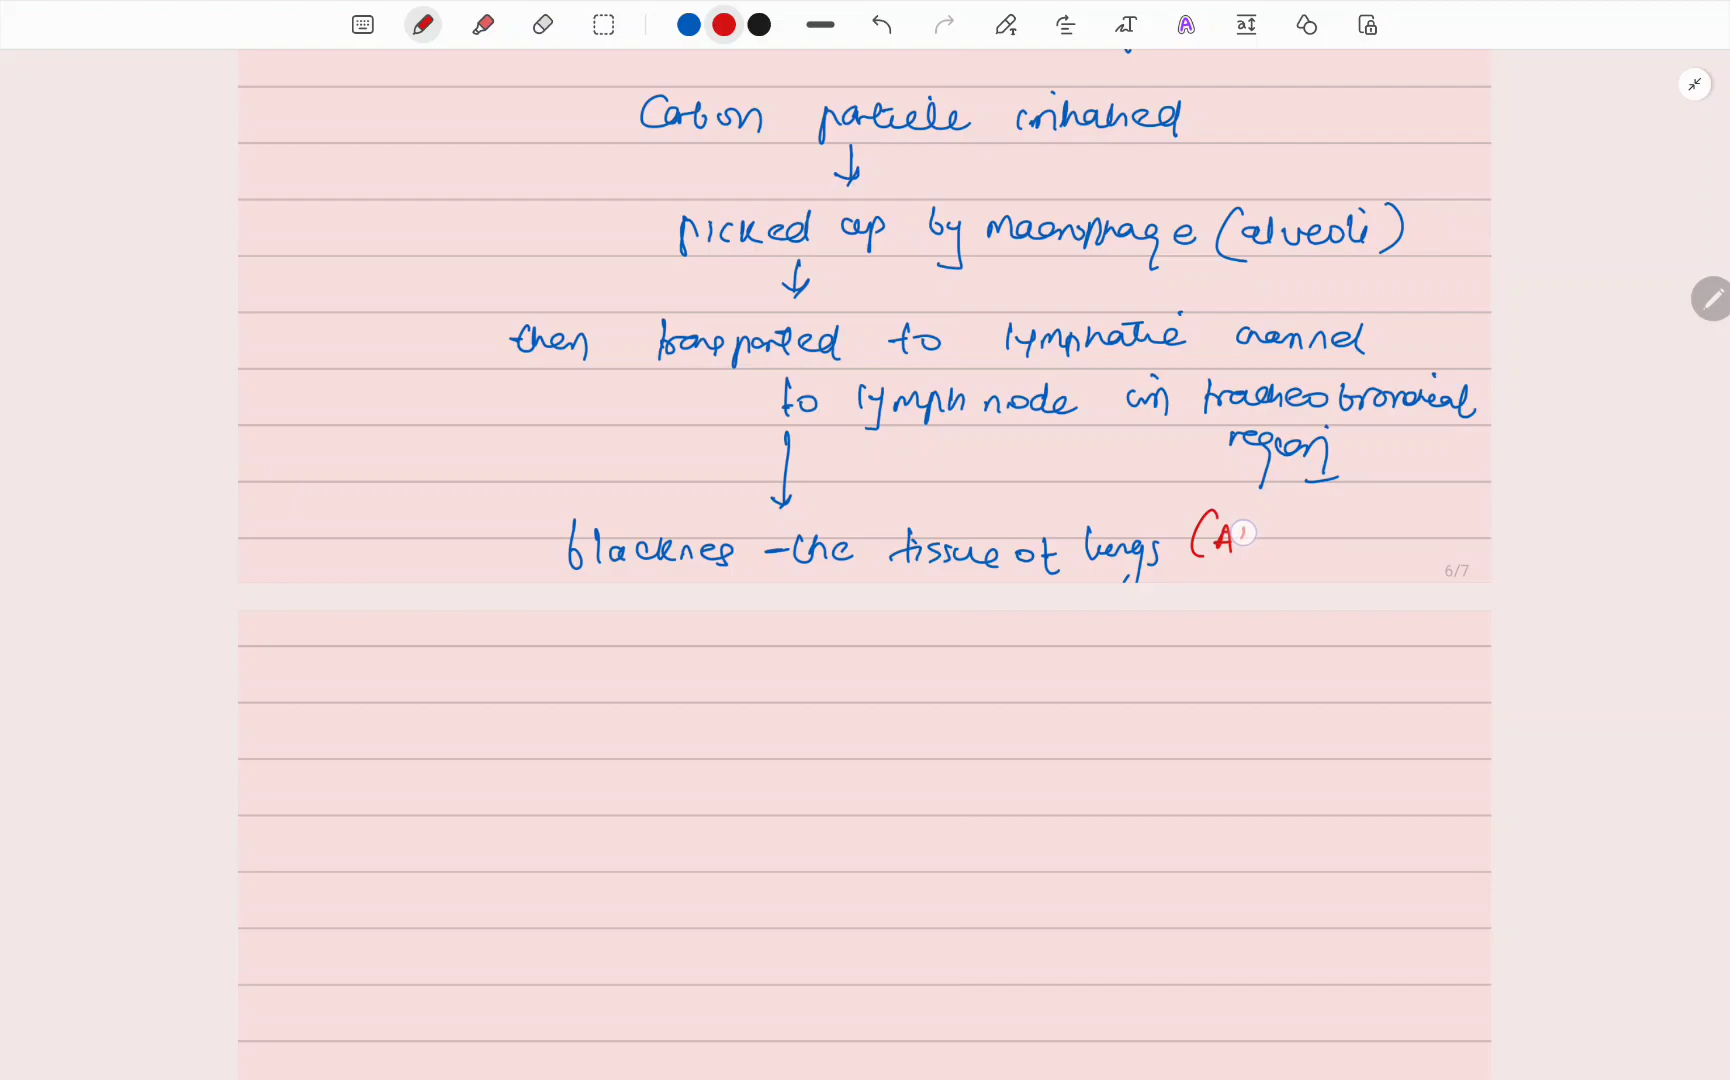 Carbon particle inhaled
↓
picked up by macrophage (alveoli)
↓
then transported to lymphatic channel
to lymph node in tracheobronchial
region
↓
blacknes the tissue of lungs (A
6/7